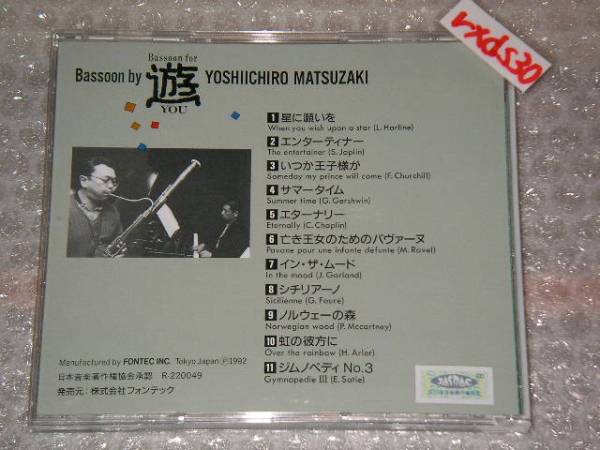 rxds30
Bassoon for
Bassoon by 遊 YOSHIICHIRO MATSUZAKI
YOU
1 星に願いを
When you wish upon a star (L. Harline)
2 エンターティナー
The entertainer (S. Joplin)
3 いつか王子様が
Someday my prince will come (F. Churchill)
4 サマータイム
Summer time (G. Gershwin)
5 エターナリー
Eternally (C. Chaplin)
6 亡き王女のためのパヴァーヌ
Pavane pour une infante défunte (M. Ravel)
7 イン・ザ・ムード
In the mood (J. Garland)
8 シチリアーノ
Sicilienne (G. Fauré)
9 ノルウェーの森
Norwegian wood (P. Mccartney)
10 虹の彼方に
Over the rainbow (H. Arler)
11 ジムノペディ No.3
Gymnopedie III (E. Satie)
Manufactured by FONTEC INC. Tokyo Japan Ⓟ1992
日本音楽著作権協会承認 R-220049
発売元：株式会社フォンテック
JASRAC